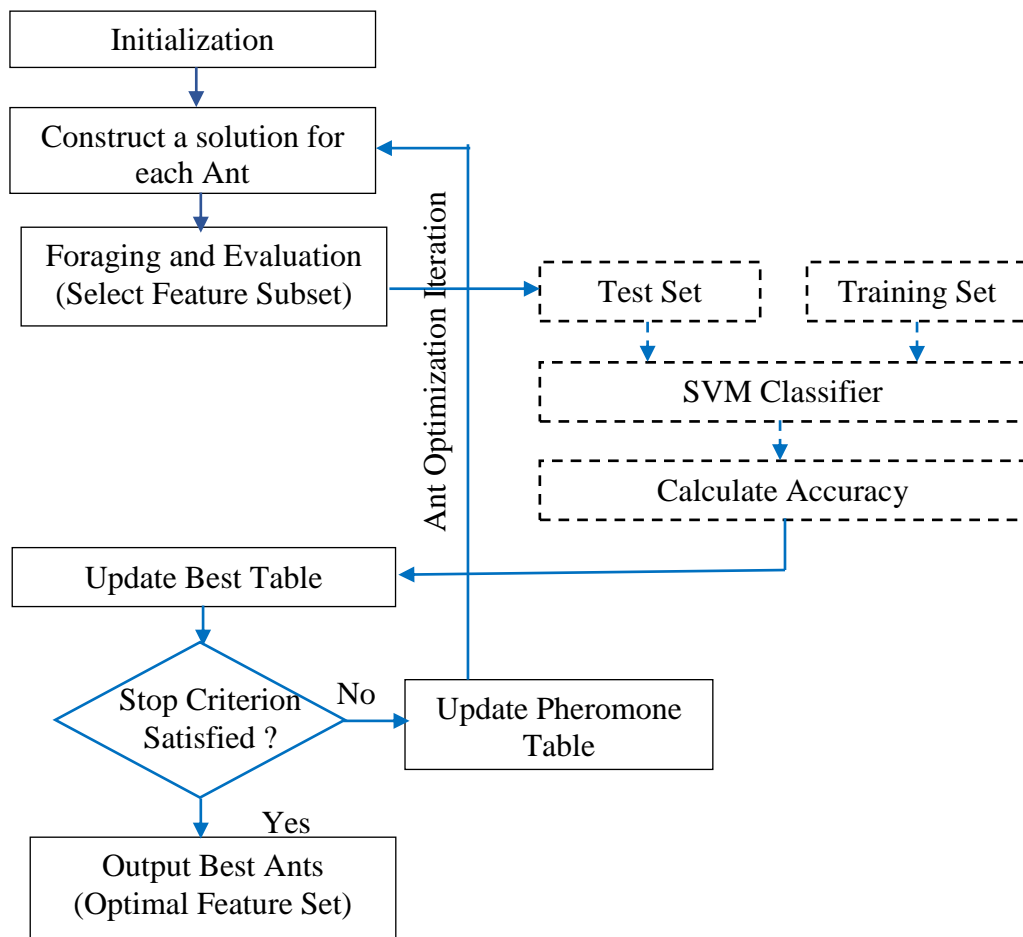 Initialization
Construct a solution for
each Ant
Foraging and Evaluation
(Select Feature Subset)
Ant Optimization Iteration
Test Set
Training Set
SVM Classifier
Calculate Accuracy
Update Best Table
Stop Criterion
Satisfied ?
No
Update Pheromone
Table
Yes
Output Best Ants
(Optimal Feature Set)